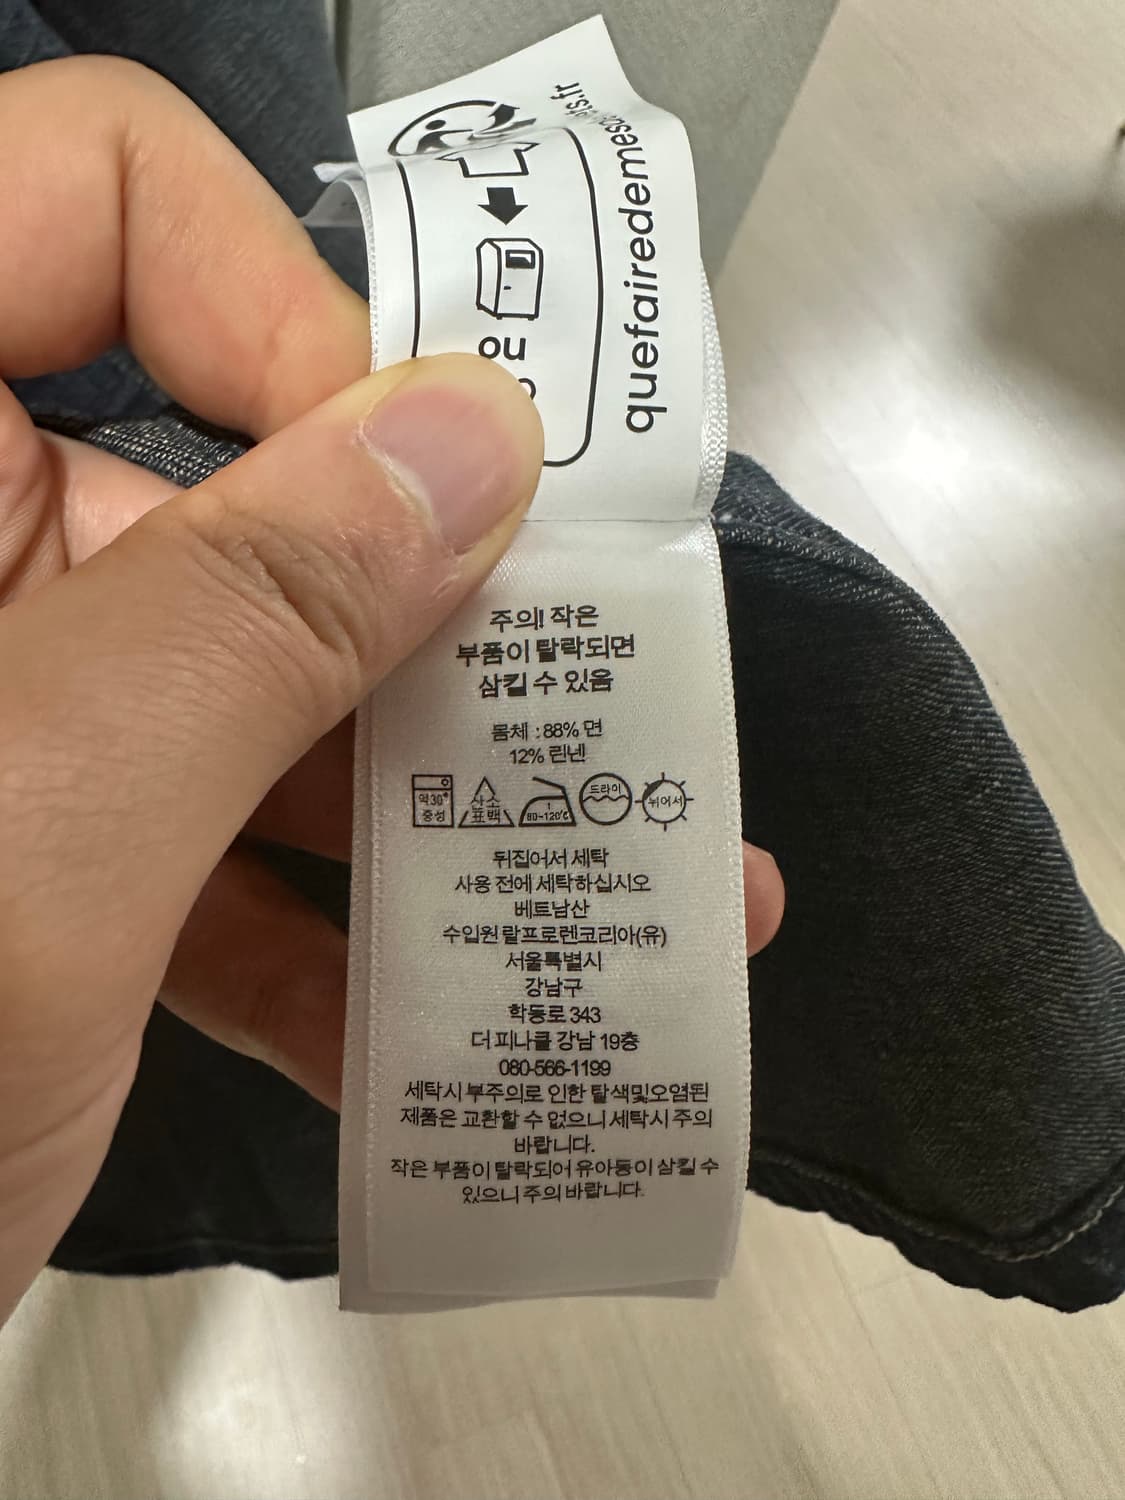 quefairedemes
ts.fr
ou
주의! 작은
부품이 탈락되면
삼킬 수 있음
몸체 : 88% 면
12% 린넨
약30°
중성
산소
표백
1
80~120°C
드라이
뉘어서
뒤집어서 세탁
사용 전에 세탁하십시오
베트남산
수입원 랄프로렌코리아(유)
서울특별시
강남구
학동로 343
더 피나클 강남 19층
080-566-1199
세탁시 부주의로 인한 탈색및오염된
제품은 교환할 수 없으니 세탁시 주의
바랍니다.
작은 부품이 탈락되어 유아동이 삼킬 수
있으니 주의 바랍니다.